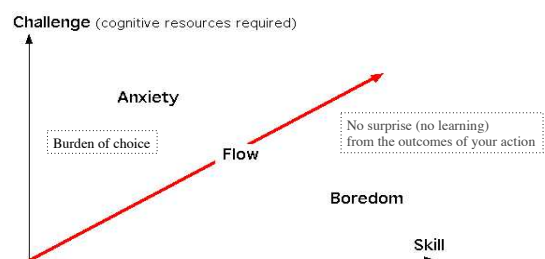 Challenge (cognitive resources required)
Anxiety
Burden of choice
No surprise (no learning)
from the outcomes of your action
Flow
Boredom
Skill